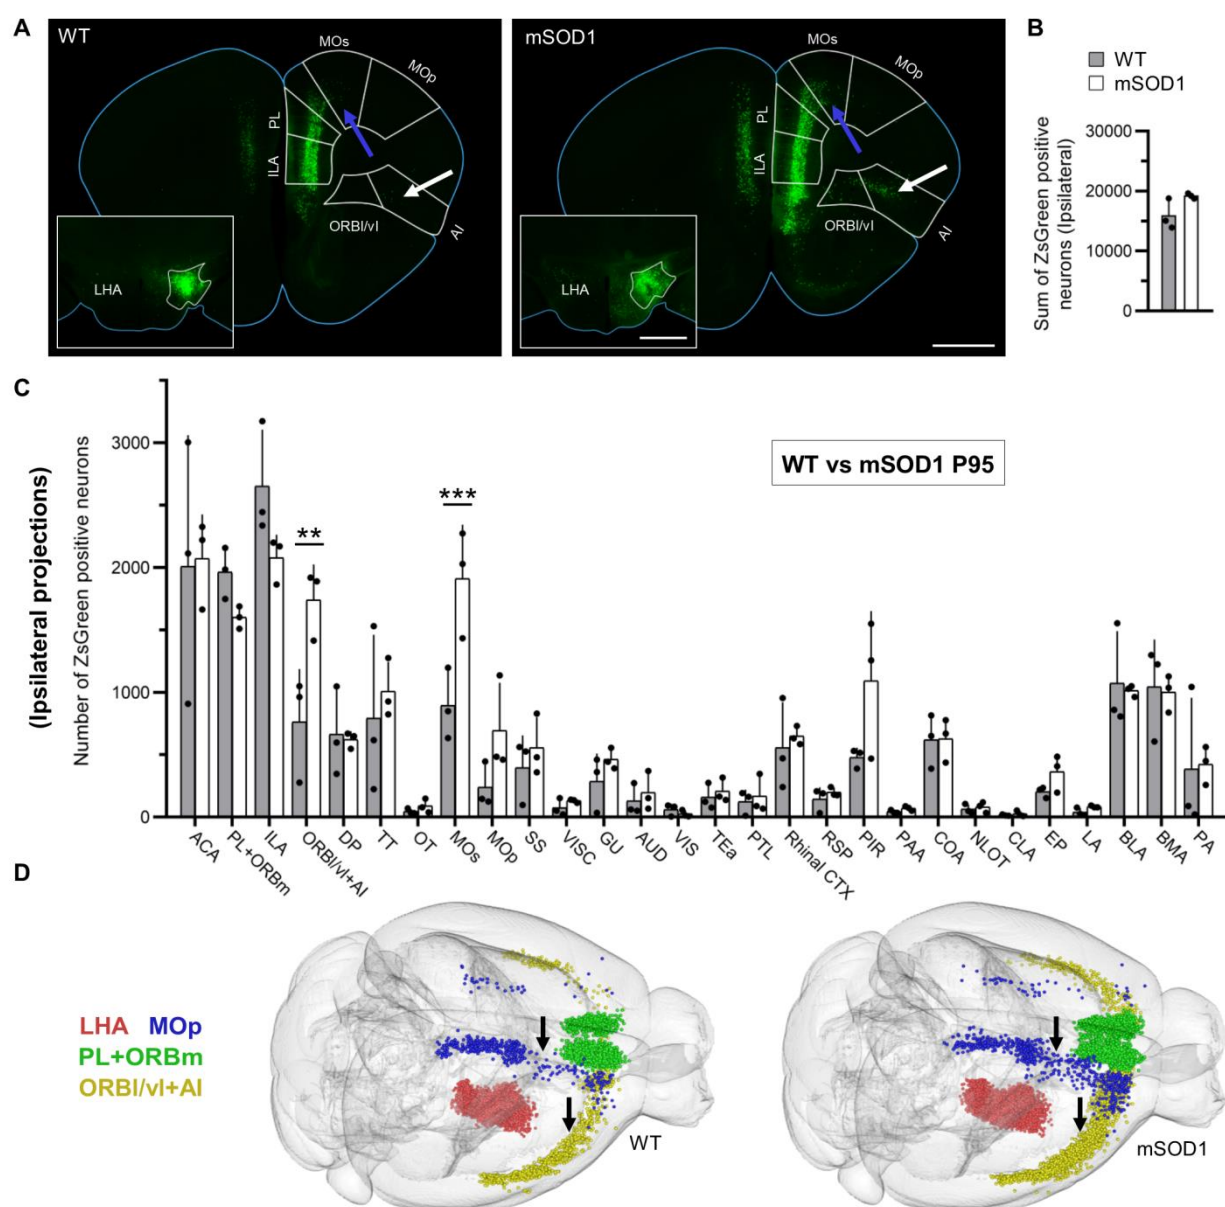 A
WT
MOs
MOp
PL
ILA
ORBl/vl
AI
LHA
mSOD1
MOs
MOp
PL
ILA
ORBl/vl
AI
LHA
B
WT
mSOD1
Sum of ZsGreen positive
neurons (Ipsilateral)
30000
20000
10000
0
C
(Ipsilateral projections)
Number of ZsGreen positive neurons
3000
2000
1000
0
WT vs mSOD1 P95
**
***
ACA
PL+ORBm
ILA
ORBl/vl+AI
DP
TT
OT
MOs
MOp
SS
VISC
GU
AUD
VIS
TEa
PTL
Rhinal CTX
RSP
PIR
PAA
COA
NLOT
CLA
EP
LA
BLA
BMA
PA
D
LHA MOp
PL+ORBm
ORBl/vl+AI
WT
mSOD1